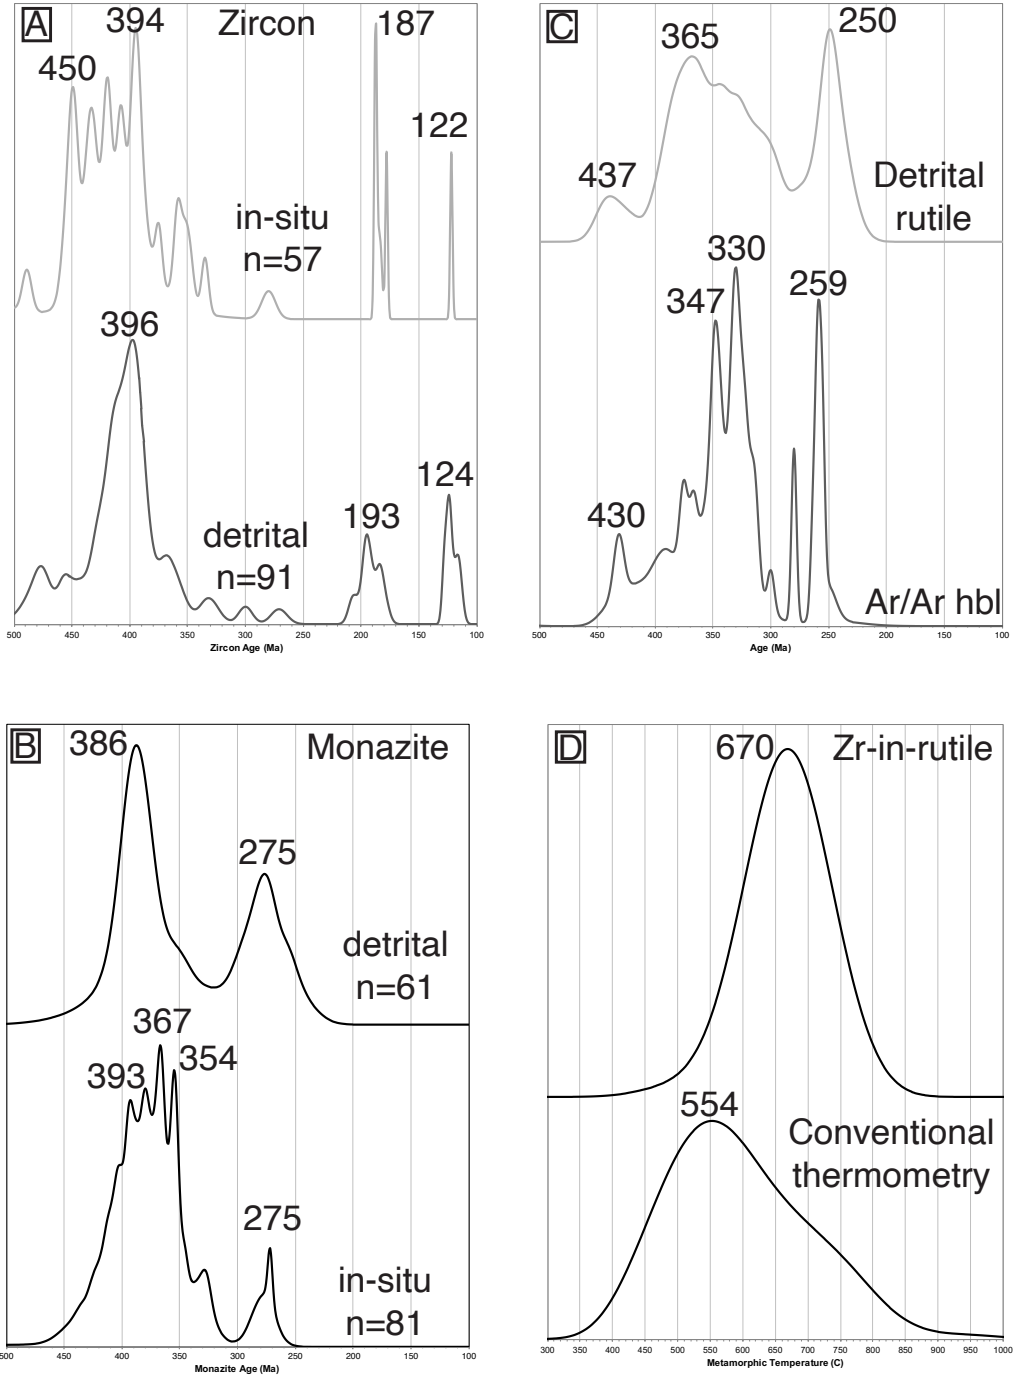 A
Zircon
394
450
187
122
in-situ
n=57
396
detrital
n=91
193
124
500 450 400 350 300 250 200 150 100
Zircon Age (Ma)
C
365
250
437
Detrital
rutile
330
347
259
430
Ar/Ar hbl
500 450 400 350 300 250 200 150 100
Age (Ma)
B
Monazite
386
275
detrital
n=61
367
354
393
275
in-situ
n=81
500 450 400 350 300 250 200 150 100
Monazite Age (Ma)
D
670
Zr-in-rutile
554
Conventional
thermometry
300 350 400 450 500 550 600 650 700 750 800 850 900 950 1000
Metamorphic Temperature (C)